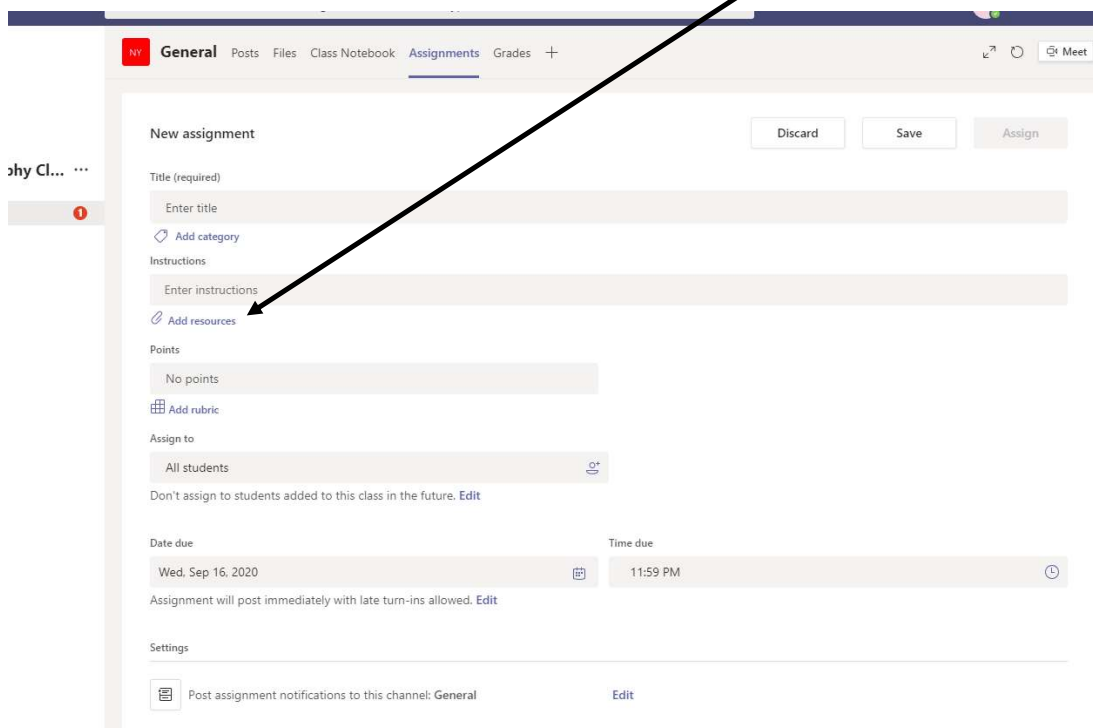 NY General Posts Files Class Notebook Assignments Grades + Meet
New assignment Discard Save Assign
phy Cl... ...
Title (required)
1 Enter title
Add category
Instructions
Enter instructions
Add resources
Points
No points
Add rubric
Assign to
All students
Don't assign to students added to this class in the future. Edit
Date due Time due
Wed, Sep 16, 2020 11:59 PM
Assignment will post immediately with late turn-ins allowed. Edit
Settings
Post assignment notifications to this channel: General Edit